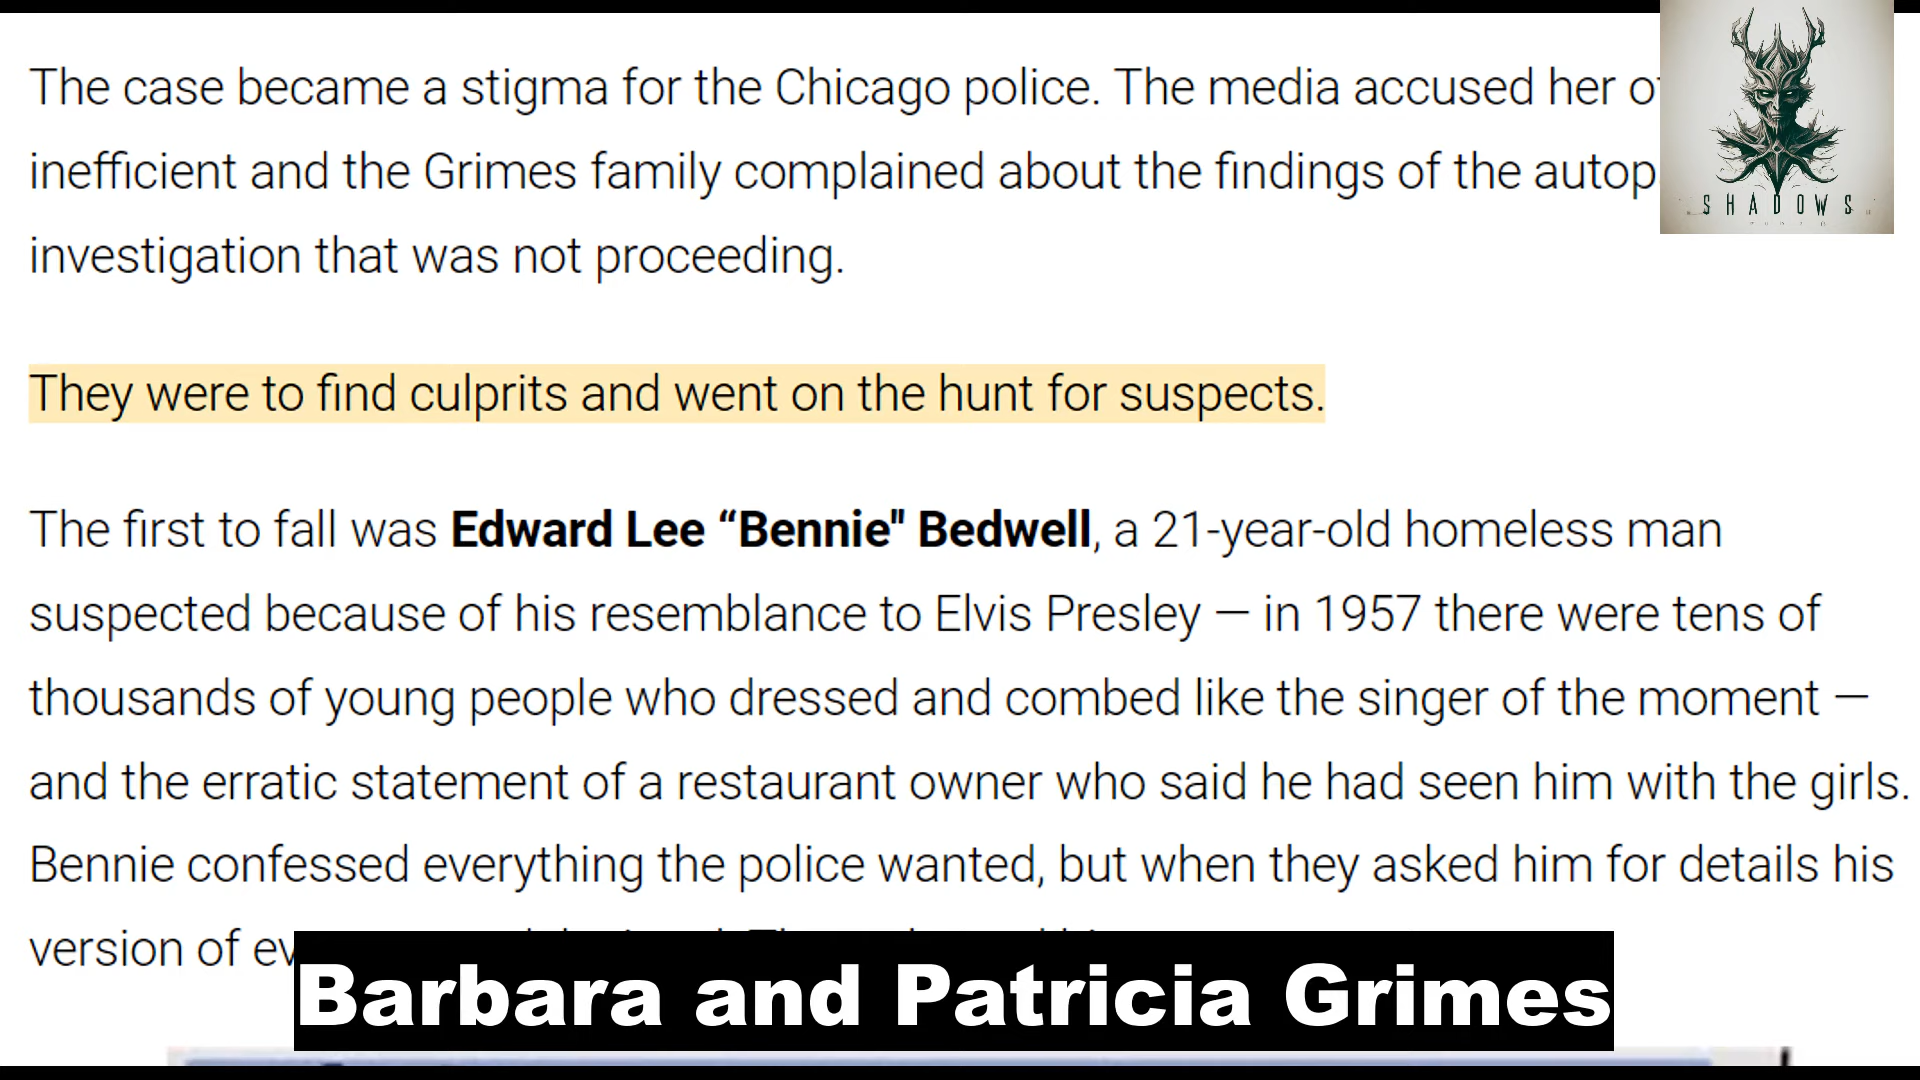 The case became a stigma for the Chicago police. The media accused her
inefficient and the Grimes family complained about the findings of the
investigation that was not proceeding.
They were to find culprits and went on the hunt for suspects.
The first to fall was Edward Lee “Bennie" Bedwell, a 21-year-old homeless man
suspected because of his resemblance to Elvis Presley — in 1957 there were tens of
thousands of young people who dressed and combed like the singer of the moment —
and the erratic statement of a restaurant owner who said he had seen him with the girls.
Bennie confessed everything the police wanted, but when they asked him for details his
version of
Barbara and Patricia Grimes
SHADOWS